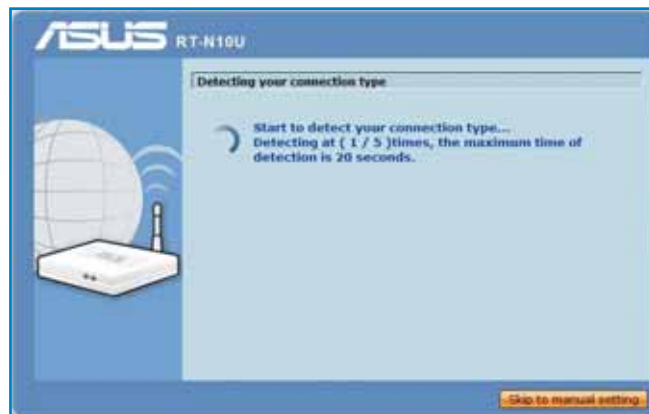 ASUS RT-N10U
Detecting your connection type
Start to detect your connection type...
Detecting at ( 1 / 5 )times, the maximum time of
detection is 20 seconds.
Skip to manual setting